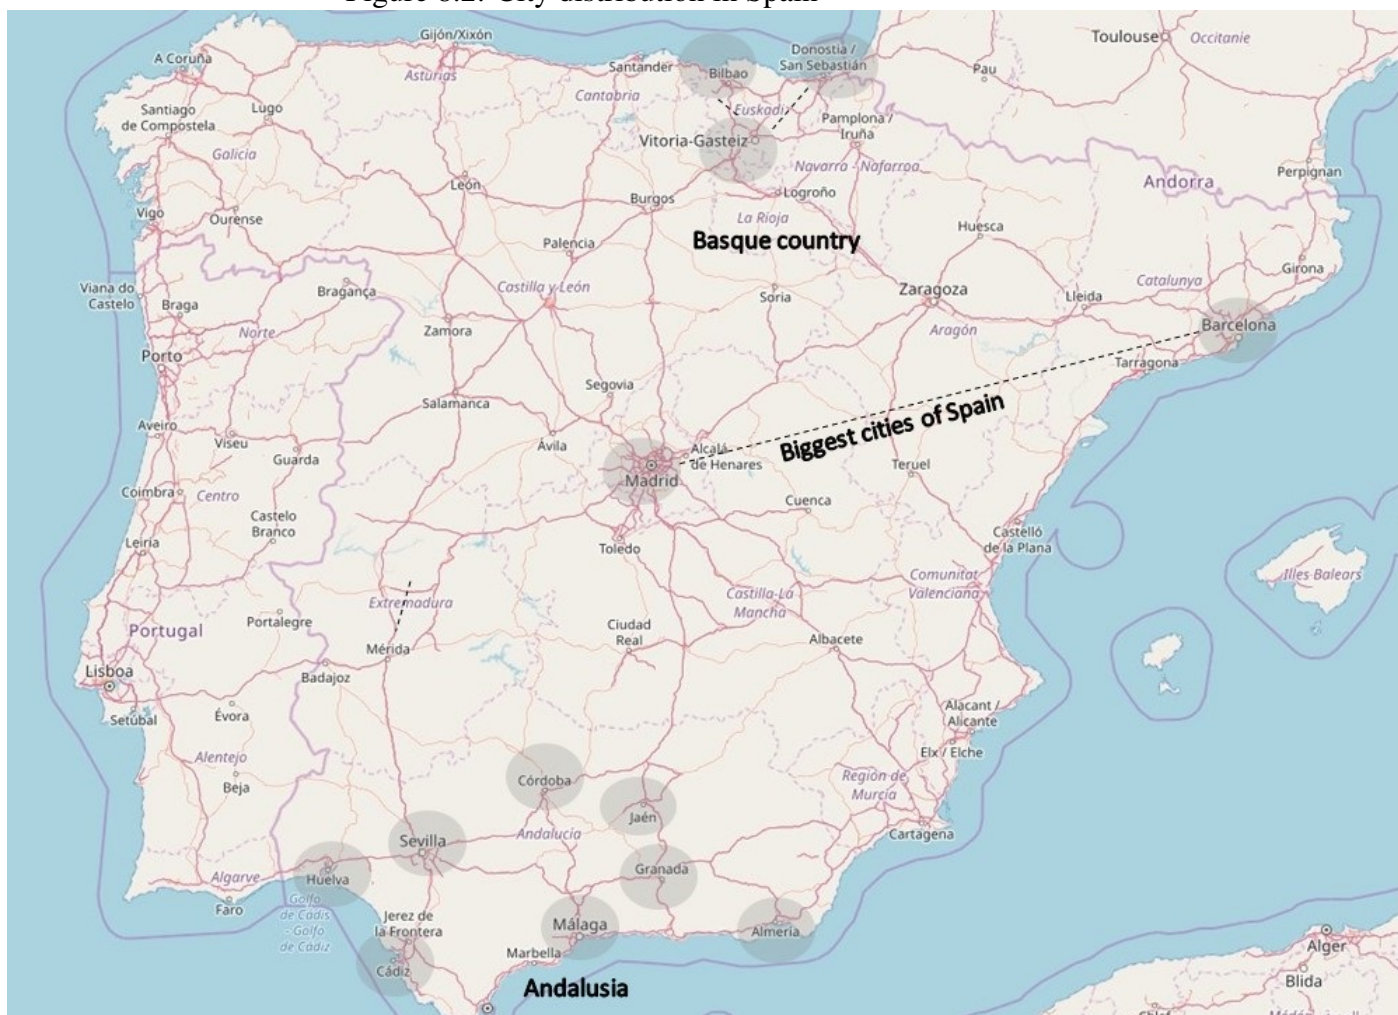 Figure 6.2: City distribution in Spain
Toulouse
Occitanie
Gijón/Xixón
A Coruña
Asturias
Santander
Cantabria
Bilbao
Donostia /
San Sebastián
Pau
Santiago
de Compostela
Lugo
Galicia
Euskadi
Vitoria-Gasteiz
Pamplona /
Iruña
Navarra - Nafarroa
Andorra
Perpignan
León
Burgos
Logroño
La Rioja
Vigo
Ourense
Palencia
Basque country
Huesca
Girona
Viana do
Castelo
Braga
Bragança
Castilla y León
Soria
Zaragoza
Lleida
Catalunya
Norte
Zamora
Aragón
Barcelona
Porto
Tarragona
Segovia
Salamanca
Biggest cities of Spain
Aveiro
Viseu
Guarda
Ávila
Alcalá
de Henares
Madrid
Teruel
Coimbra
Centro
Cuenca
Castelo
Branco
Leiria
Toledo
Castelló
de la Plana
Illes Balears
Extremadura
Castilla-La
Mancha
Comunitat
Valenciana
Portugal
Portalegre
Ciudad
Real
Albacete
Mérida
Lisboa
Badajoz
Setúbal
Évora
Alacant /
Alicante
Elx / Elche
Alentejo
Beja
Córdoba
Región de
Murcia
Jaén
Cartagena
Sevilla
Andalucía
Huelva
Granada
Algarve
Faro
Golfo
de Cádis
- Golfo
de Cádiz
Jerez de
la Frontera
Málaga
Almería
Cádiz
Marbella
Andalusia
Alger
Blida